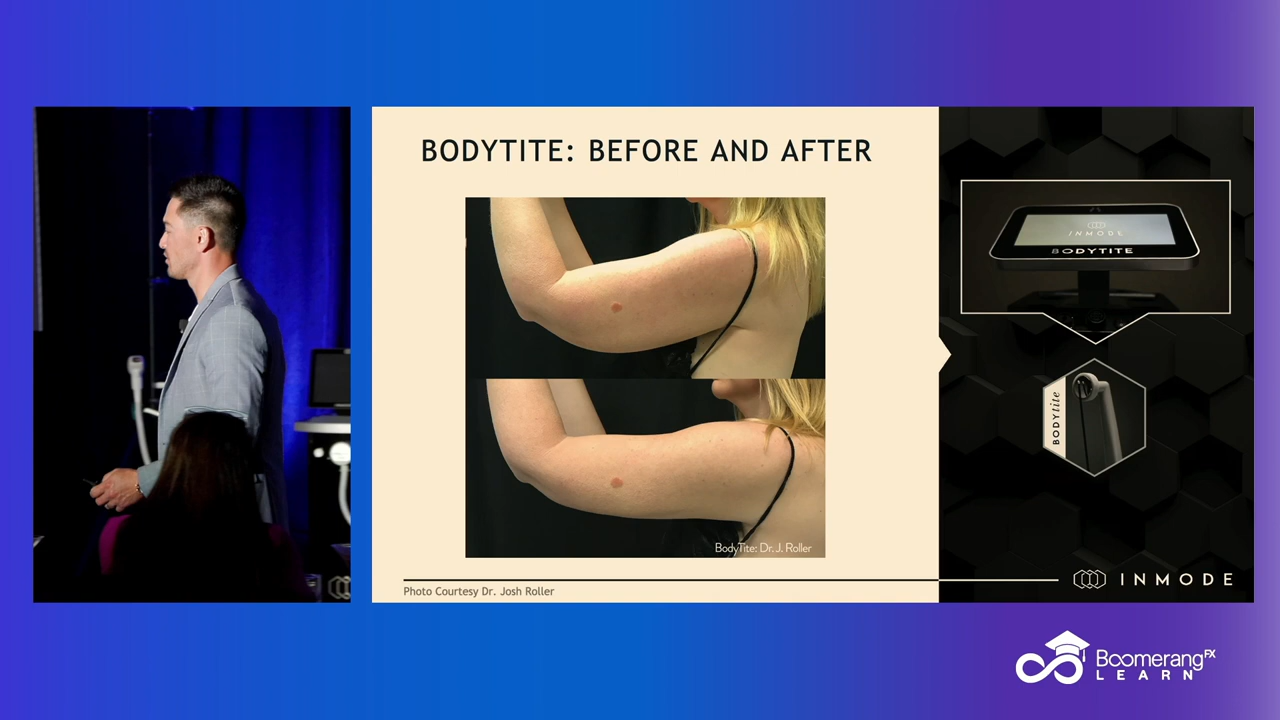 BODYTITE: BEFORE AND AFTER
INMODE
BODYTITE
BODYtite
BodyTite: Dr. J. Roller
Photo Courtesy Dr. Josh Roller
INMODE
BoomerangFX
LEARN